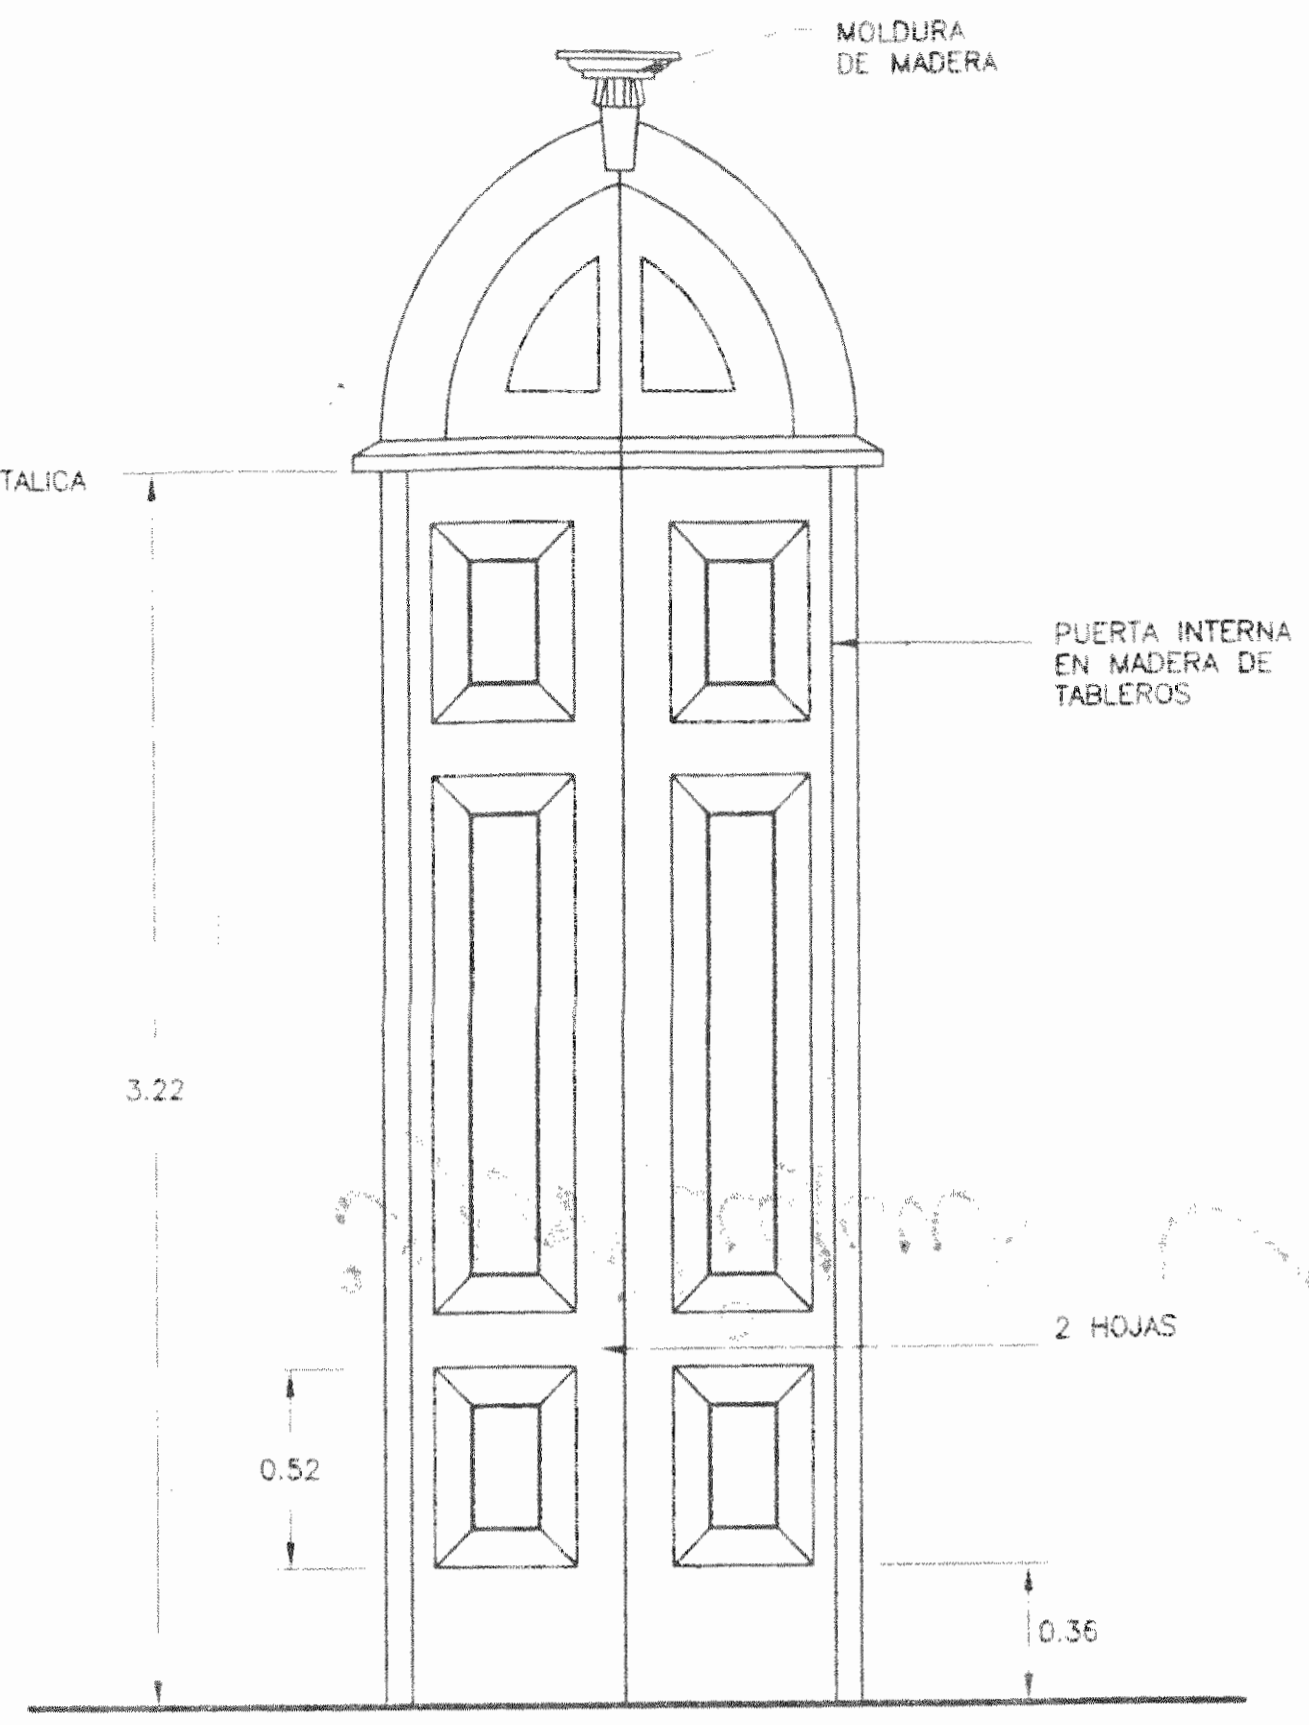 MOLDURA
DE MADERA
TALICA
PUERTA INTERNA
EN MADERA DE
TABLEROS
3.22
2 HOJAS
0.52
0.36